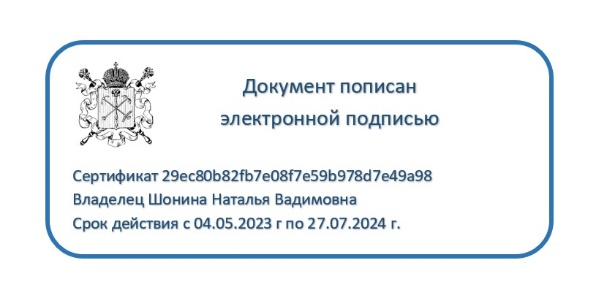 Документ пописан
электронной подписью
Сертификат 29ec80b82fb7e08f7e59b978d7e49a98
Владелец Шонина Наталья Вадимовна
Срок действия с 04.05.2023 г по 27.07.2024 г.